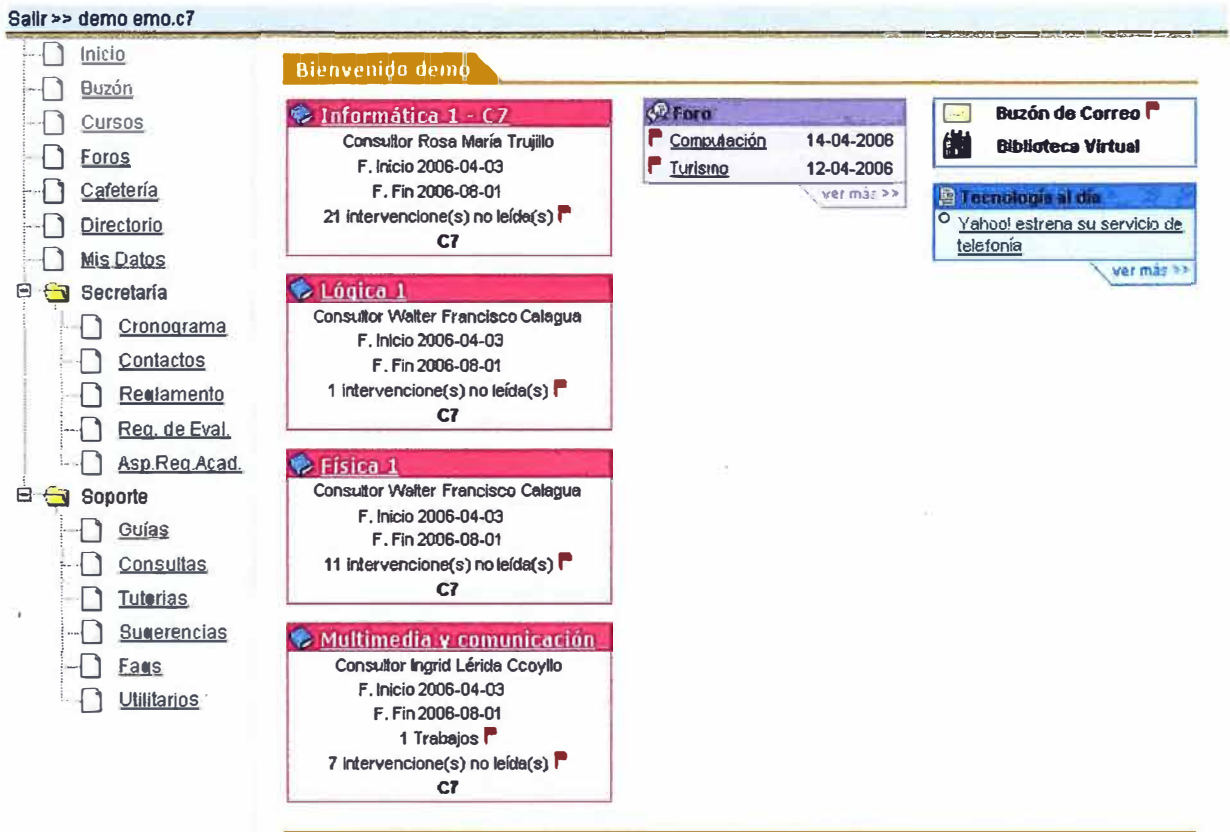 Salir >> demo emo.c7
Inicio
Buzón
Cursos
Foros
Cafetería
Directorio
Mis Datos
Secretaría
Cronograma
Contactos
Reglamento
Reg. de Eval.
Asp.Reg.Acad.
Soporte
Guías
Consultas
Tutorias
Sugerencias
Faqs
Utilitarios
Bienvenido demo
Informática 1 - C7
Consultor Rosa María Trujillo
F. Inicio 2006-04-03
F. Fin 2006-08-01
21 intervencione(s) no leída(s)
C7
Lógica 1
Consultor Walter Francisco Calagua
F. Inicio 2006-04-03
F. Fin 2006-08-01
1 intervencione(s) no leída(s)
C7
Física 1
Consultor Walter Francisco Calagua
F. Inicio 2006-04-03
F. Fin 2006-08-01
11 intervencione(s) no leída(s)
C7
Multimedia y comunicación
Consultor Ingrid Lérida Ccoyllo
F. Inicio 2006-04-03
F. Fin 2006-08-01
1 Trabajos
7 intervencione(s) no leída(s)
C7
Foro
Computación 14-04-2006
Turismo 12-04-2006
ver más >>
Buzón de Correo
Biblioteca Virtual
Tecnología al día
Yahoo! estrena su servicio de
telefonía
ver más >>